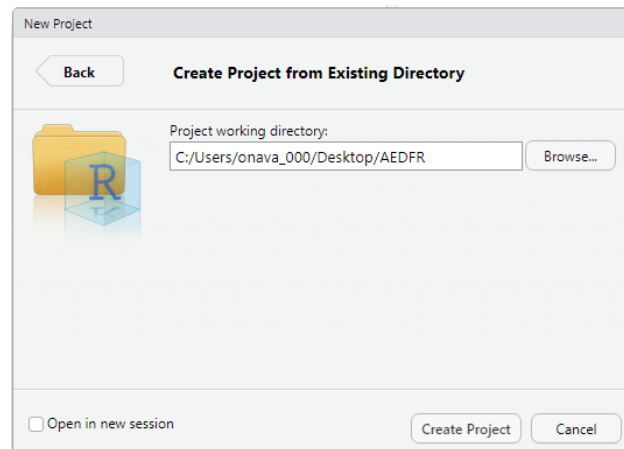 New Project
Back
Create Project from Existing Directory
R
Project working directory:
C:/Users/onava_000/Desktop/AEDFR
Browse...
Open in new session
Create Project
Cancel